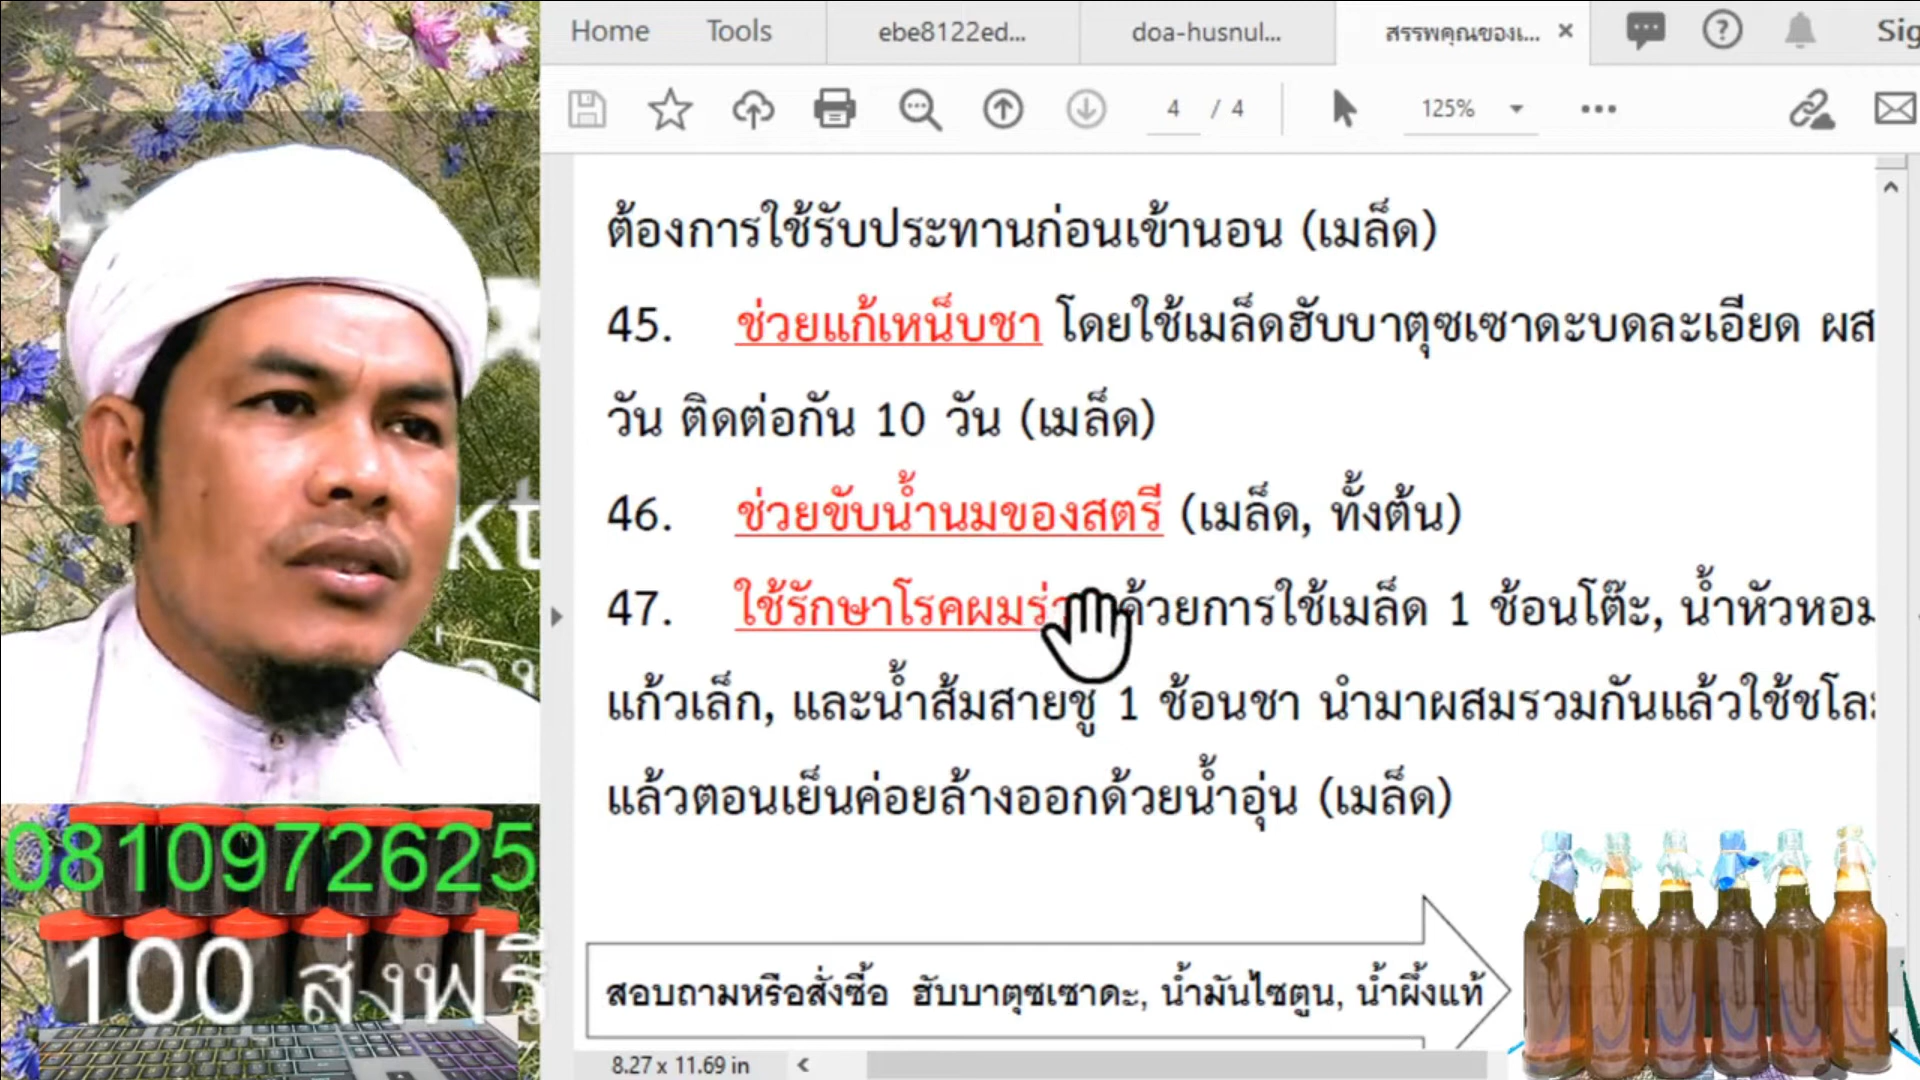 Home Tools ebe8122ed... doa-husnul... สรรพคุณของเ... Sig
4 / 4 125%
ต้องการใช้รับประทานก่อนเข้านอน (เมล็ด)
45. ช่วยแก้เหน็บชา โดยใช้เมล็ดฮับบาตุซเซาดะบดละเอียด ผส
วัน ติดต่อกัน 10 วัน (เมล็ด)
46. ช่วยขับน้ำนมของสตรี (เมล็ด, ทั้งต้น)
47. ใช้รักษาโรคผมร่ว ด้วยการใช้เมล็ด 1 ช้อนโต๊ะ, น้ำหัวหอม
แก้วเล็ก, และน้ำส้มสายชู 1 ช้อนชา นำมาผสมรวมกันแล้วใช้ชโล
แล้วตอนเย็นค่อยล้างออกด้วยน้ำอุ่น (เมล็ด)
สอบถามหรือสั่งซื้อ ฮับบาตุซเซาดะ, น้ำมันไซตูน, น้ำผึ้งแท้
8.27 x 11.69 in
kt
0810972625
100 ส่งฟรี